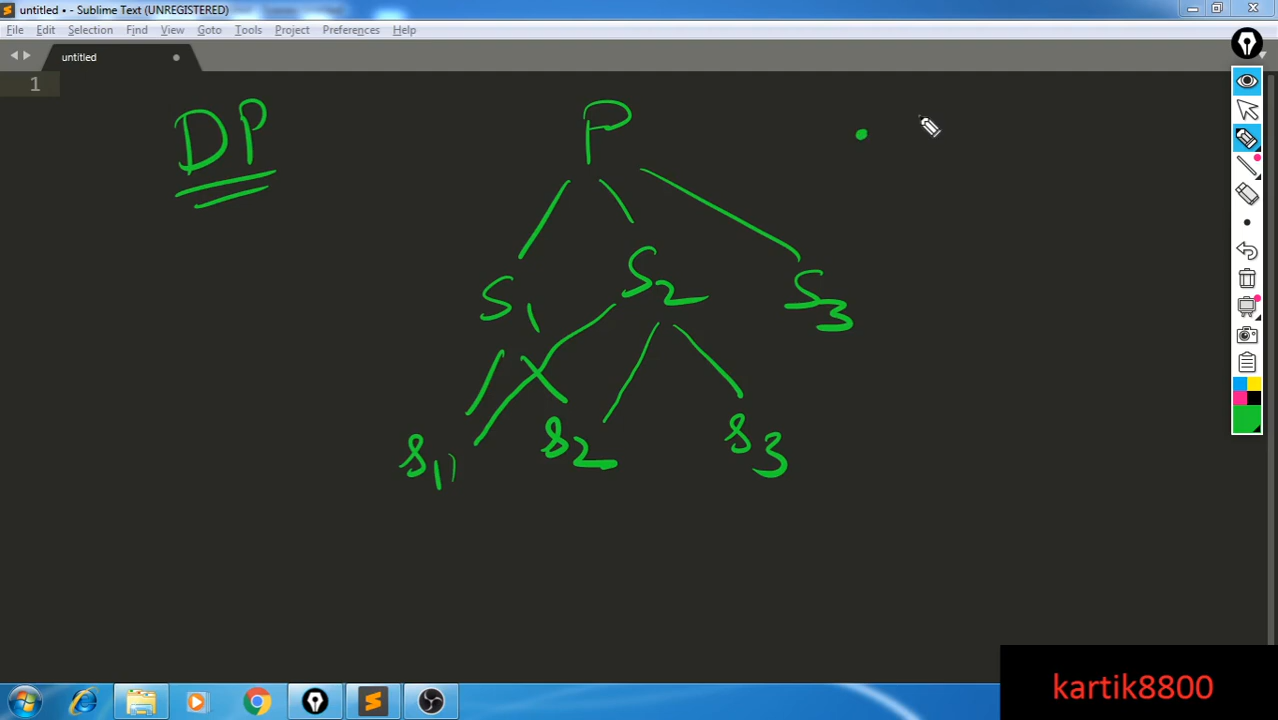 untitled • - Sublime Text (UNREGISTERED)
File Edit Selection Find View Goto Tools Project Preferences Help
untitled
1
DP
P
S1
S2
S3
s1
s2
s3
kartik8800